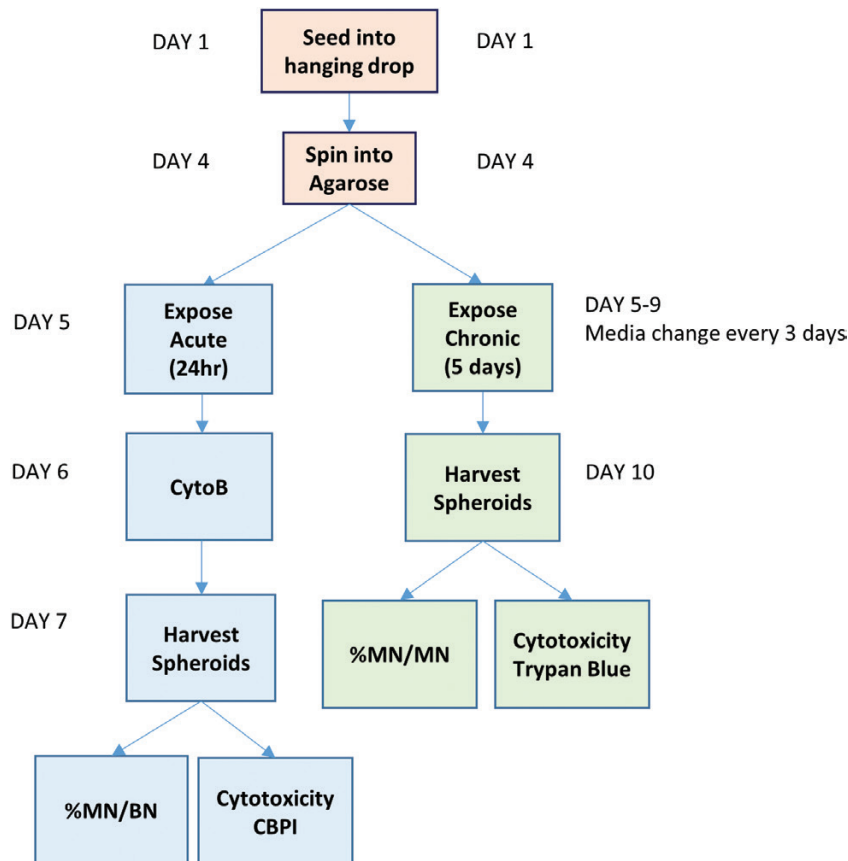 DAY 1
Seed into
hanging drop
DAY 1
DAY 4
Spin into
Agarose
DAY 4
DAY 5
Expose
Acute
(24hr)
Expose
Chronic
(5 days)
DAY 5-9
Media change every 3 days
DAY 6
CytoB
Harvest
Spheroids
DAY 10
DAY 7
Harvest
Spheroids
%MN/MN
Cytotoxicity
Trypan Blue
%MN/BN
Cytotoxicity
CBPI